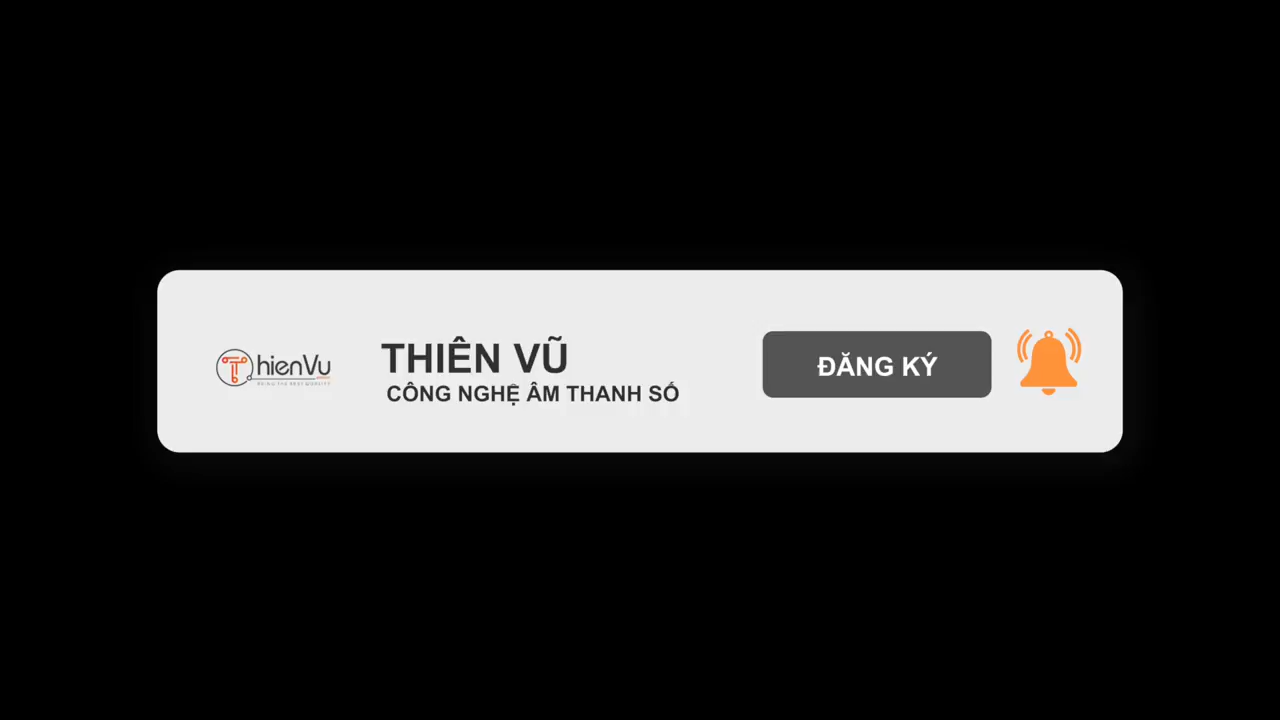 ThienVu
THIÊN VŨ
CÔNG NGHỆ ÂM THANH SỐ
ĐĂNG KÝ